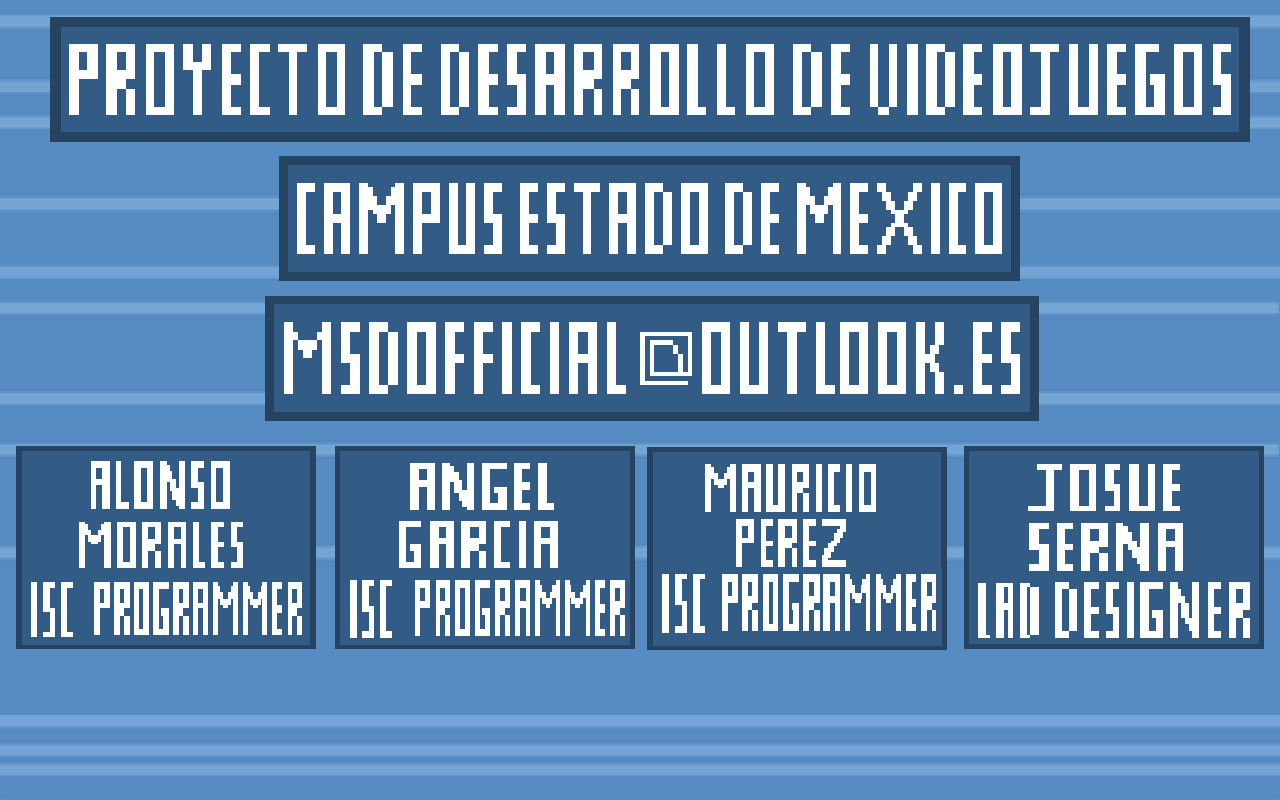 PROYECTO DE DESARROLLO DE VIDEOJUEGOS
CAMPUS ESTADO DE MEXICO
MSDOFFICIAL@OUTLOOK.ES
ALONSO
MORALES
ISC PROGRAMMER
ANGEL
GARCIA
ISC PROGRAMMER
MAURICIO
PEREZ
ISC PROGRAMMER
JOSUE
SERNA
LAD DESIGNER